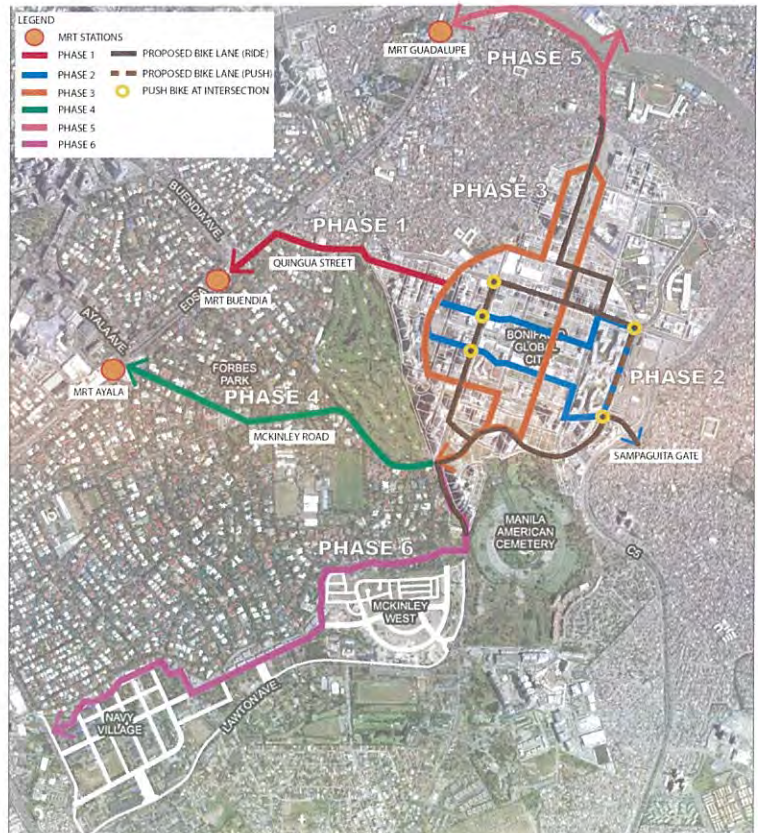 LEGEND
MRT STATIONS
PHASE 1
PHASE 2
PHASE 3
PHASE 4
PHASE 5
PHASE 6
PROPOSED BIKE LANE (RIDE)
PROPOSED BIKE LANE (PUSH)
PUSH BIKE AT INTERSECTION
MRT GUADALUPE
PHASE 5
PHASE 3
BUENDIA AVE.
PHASE 1
QUINGUA STREET
EDSA
MRT BUENDIA
AYALA AVE.
BONIFACIO
GLOBAL
CITY
FORBES
PARK
PHASE 2
MRT AYALA
PHASE 4
MCKINLEY ROAD
SAMPAGUITA GATE
MANILA
AMERICAN
CEMETERY
PHASE 6
C5
MCKINLEY
WEST
LAWTON AVE.
NAVY
VILLAGE